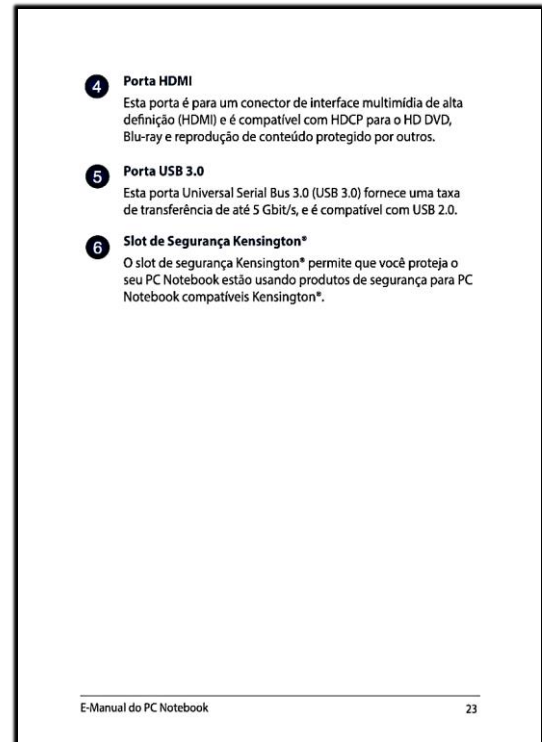 4 Porta HDMI
Esta porta é para um conector de interface multimídia de alta
definição (HDMI) e é compatível com HDCP para o HD DVD,
Blu-ray e reprodução de conteúdo protegido por outros.
5 Porta USB 3.0
Esta porta Universal Serial Bus 3.0 (USB 3.0) fornece uma taxa
de transferência de até 5 Gbit/s, e é compatível com USB 2.0.
6 Slot de Segurança Kensington®
O slot de segurança Kensington® permite que você proteja o
seu PC Notebook estão usando produtos de segurança para PC
Notebook compatíveis Kensington®.
E-Manual do PC Notebook 23